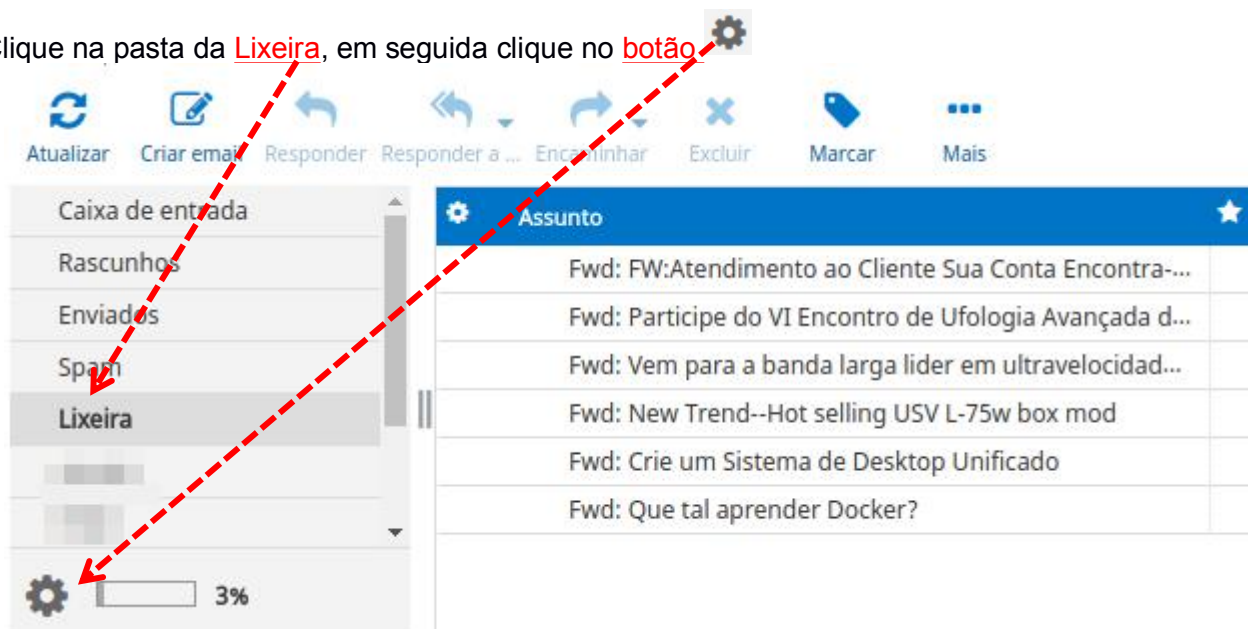 Clique na pasta da Lixeira, em seguida clique no botão
Atualizar Criar email Responder Responder a ... Encaminhar Excluir Marcar Mais
Caixa de entrada
Rascunhos
Enviados
Spam
Lixeira
3%
Assunto
Fwd: FW:Atendimento ao Cliente Sua Conta Encontra-...
Fwd: Participe do VI Encontro de Ufologia Avançada d...
Fwd: Vem para a banda larga lider em ultravelocidad...
Fwd: New Trend--Hot selling USV L-75w box mod
Fwd: Crie um Sistema de Desktop Unificado
Fwd: Que tal aprender Docker?